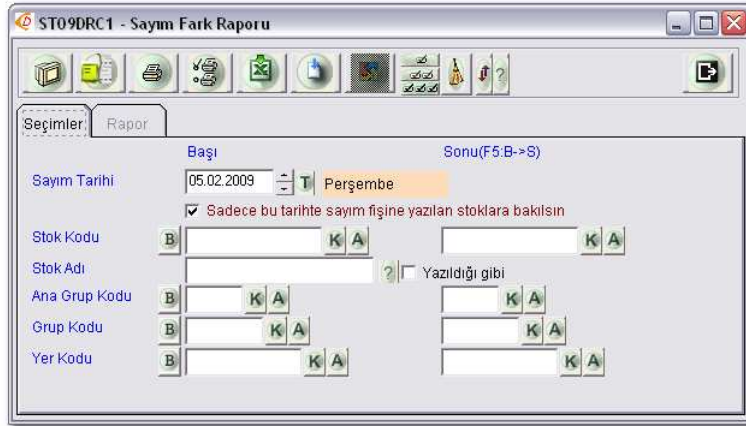 ST09DRC1 - Sayım Fark Raporu
Seçimler Rapor
Başı Sonu(F5:B->S)
Sayım Tarihi 05.02.2009 T Perşembe
Sadece bu tarihte sayım fişine yazılan stoklara bakılsın
Stok Kodu B K A K A
Stok Adı ? Yazıldığı gibi
Ana Grup Kodu B K A K A
Grup Kodu B K A K A
Yer Kodu B K A K A